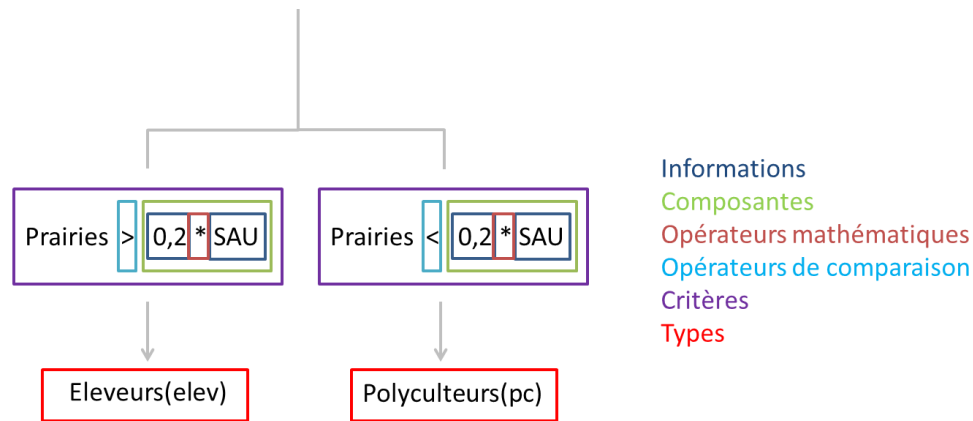 Prairies > 0,2 * SAU
Prairies < 0,2 * SAU
Eleveurs(elev)
Polyculteurs(pc)
Informations
Composantes
Opérateurs mathématiques
Opérateurs de comparaison
Critères
Types